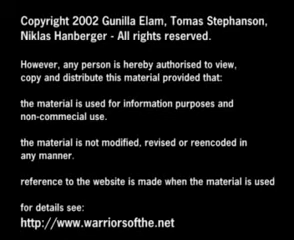 Copyright 2002 Gunilla Elam, Tomas Stephanson,
Niklas Hanberger - All rights reserved.
However, any person is hereby authorised to view,
copy and distribute this material provided that:
the material is used for information purposes and
non-commecial use.
the material is not modified, revised or reencoded in
any manner.
reference to the website is made when the material is used
for details see:
http://www.warriorsofthe.net